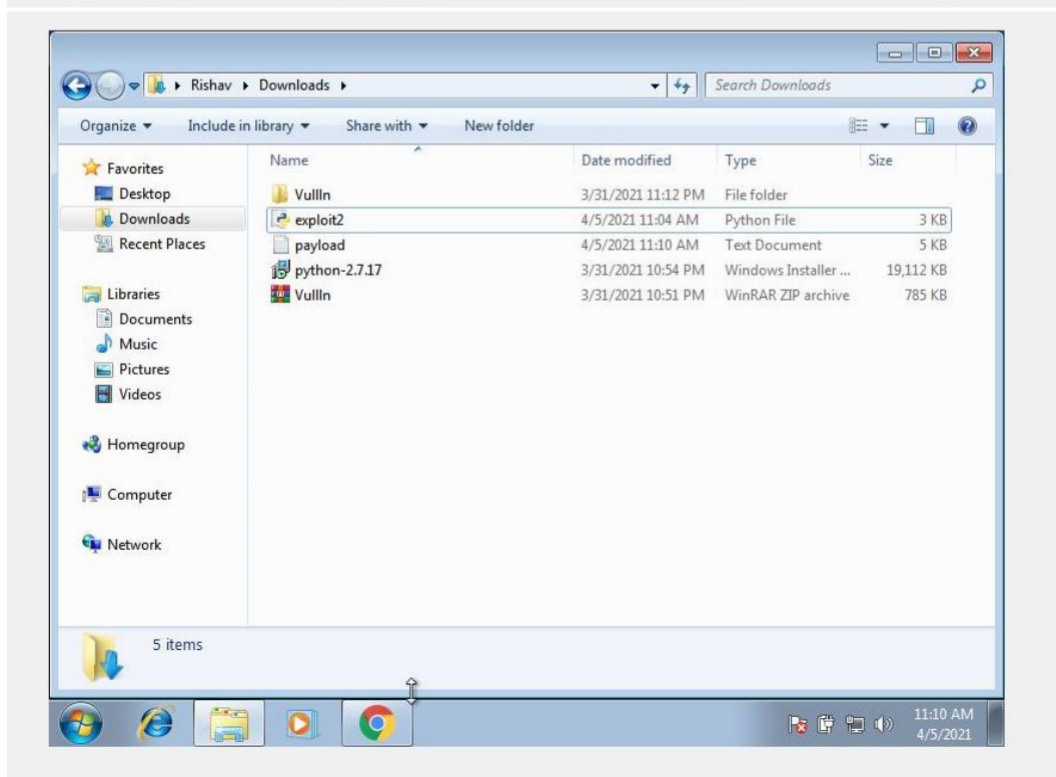 Rishav Downloads Search Downloads
Organize Include in library Share with New folder
Name Date modified Type Size
Favorites
Desktop
Downloads
Recent Places
Libraries
Documents
Music
Pictures
Videos
Homegroup
Computer
Network
VulIn 3/31/2021 11:12 PM File folder
exploit2 4/5/2021 11:04 AM Python File 3 KB
payload 4/5/2021 11:10 AM Text Document 5 KB
python-2.7.17 3/31/2021 10:54 PM Windows Installer ... 19,112 KB
VulIn 3/31/2021 10:51 PM WinRAR ZIP archive 785 KB
5 items
11:10 AM
4/5/2021